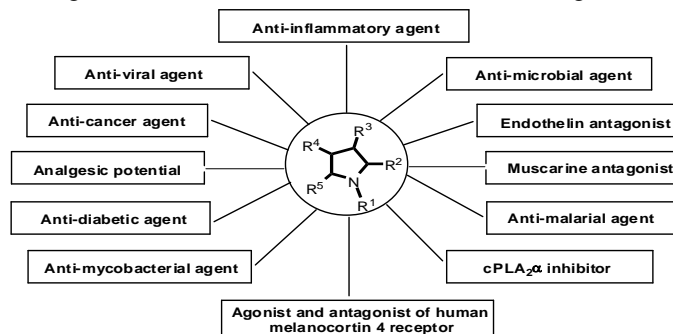 Anti-inflammatory agent
Anti-viral agent
Anti-microbial agent
Anti-cancer agent
Endothelin antagonist
Analgesic potential
Muscarine antagonist
Anti-diabetic agent
Anti-malarial agent
Anti-mycobacterial agent
cPLA₂α inhibitor
Agonist and antagonist of human
melanocortin 4 receptor
R³
R⁴
R²
R⁵
N
R¹